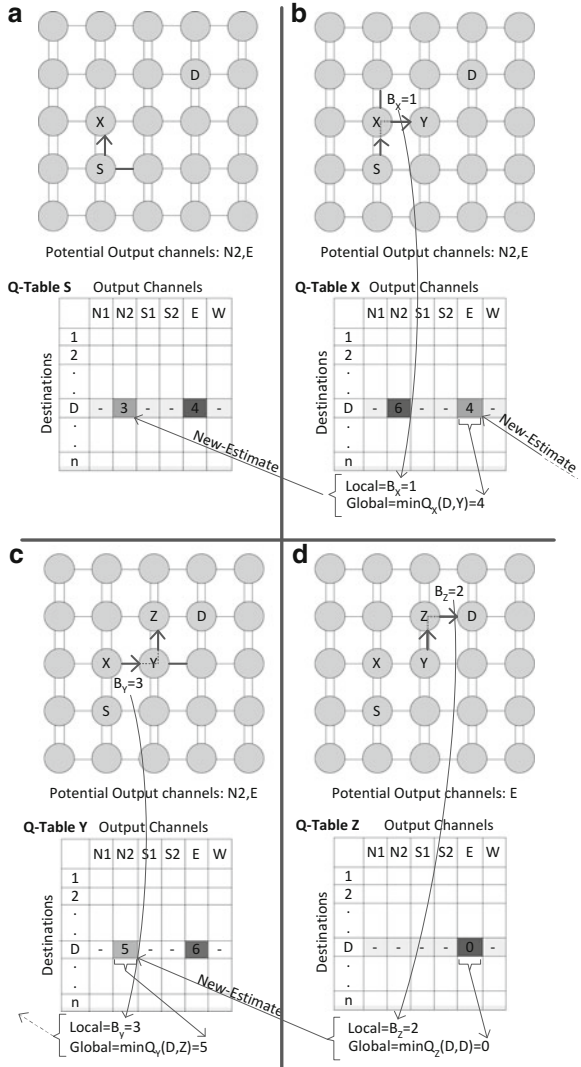 a
D
X
S
Potential Output channels: N2,E
Q-Table S Output Channels
N1 N2 S1 S2 E W
Destinations
1
2
.
.
D - 3 - - 4 -
.
.
n
New-Estimate
b
D
B_X=1
X Y
S
Potential Output channels: N2,E
Q-Table X Output Channels
N1 N2 S1 S2 E W
Destinations
1
2
.
.
D - 6 - - 4 -
.
.
n
New-Estimate
Local=B_X=1
Global=minQ_X(D,Y)=4
c
Z D
X Y
B_Y=3
S
Potential Output channels: N2,E
Q-Table Y Output Channels
N1 N2 S1 S2 E W
Destinations
1
2
.
.
D - 5 - - 6 -
.
.
n
New-Estimate
Local=B_y=3
Global=minQ_Y(D,Z)=5
d
B_Z=2
Z D
X Y
S
Potential Output channels: E
Q-Table Z Output Channels
N1 N2 S1 S2 E W
Destinations
1
2
.
.
D - - - - 0 -
.
.
n
Local=B_Z=2
Global=minQ_Z(D,D)=0